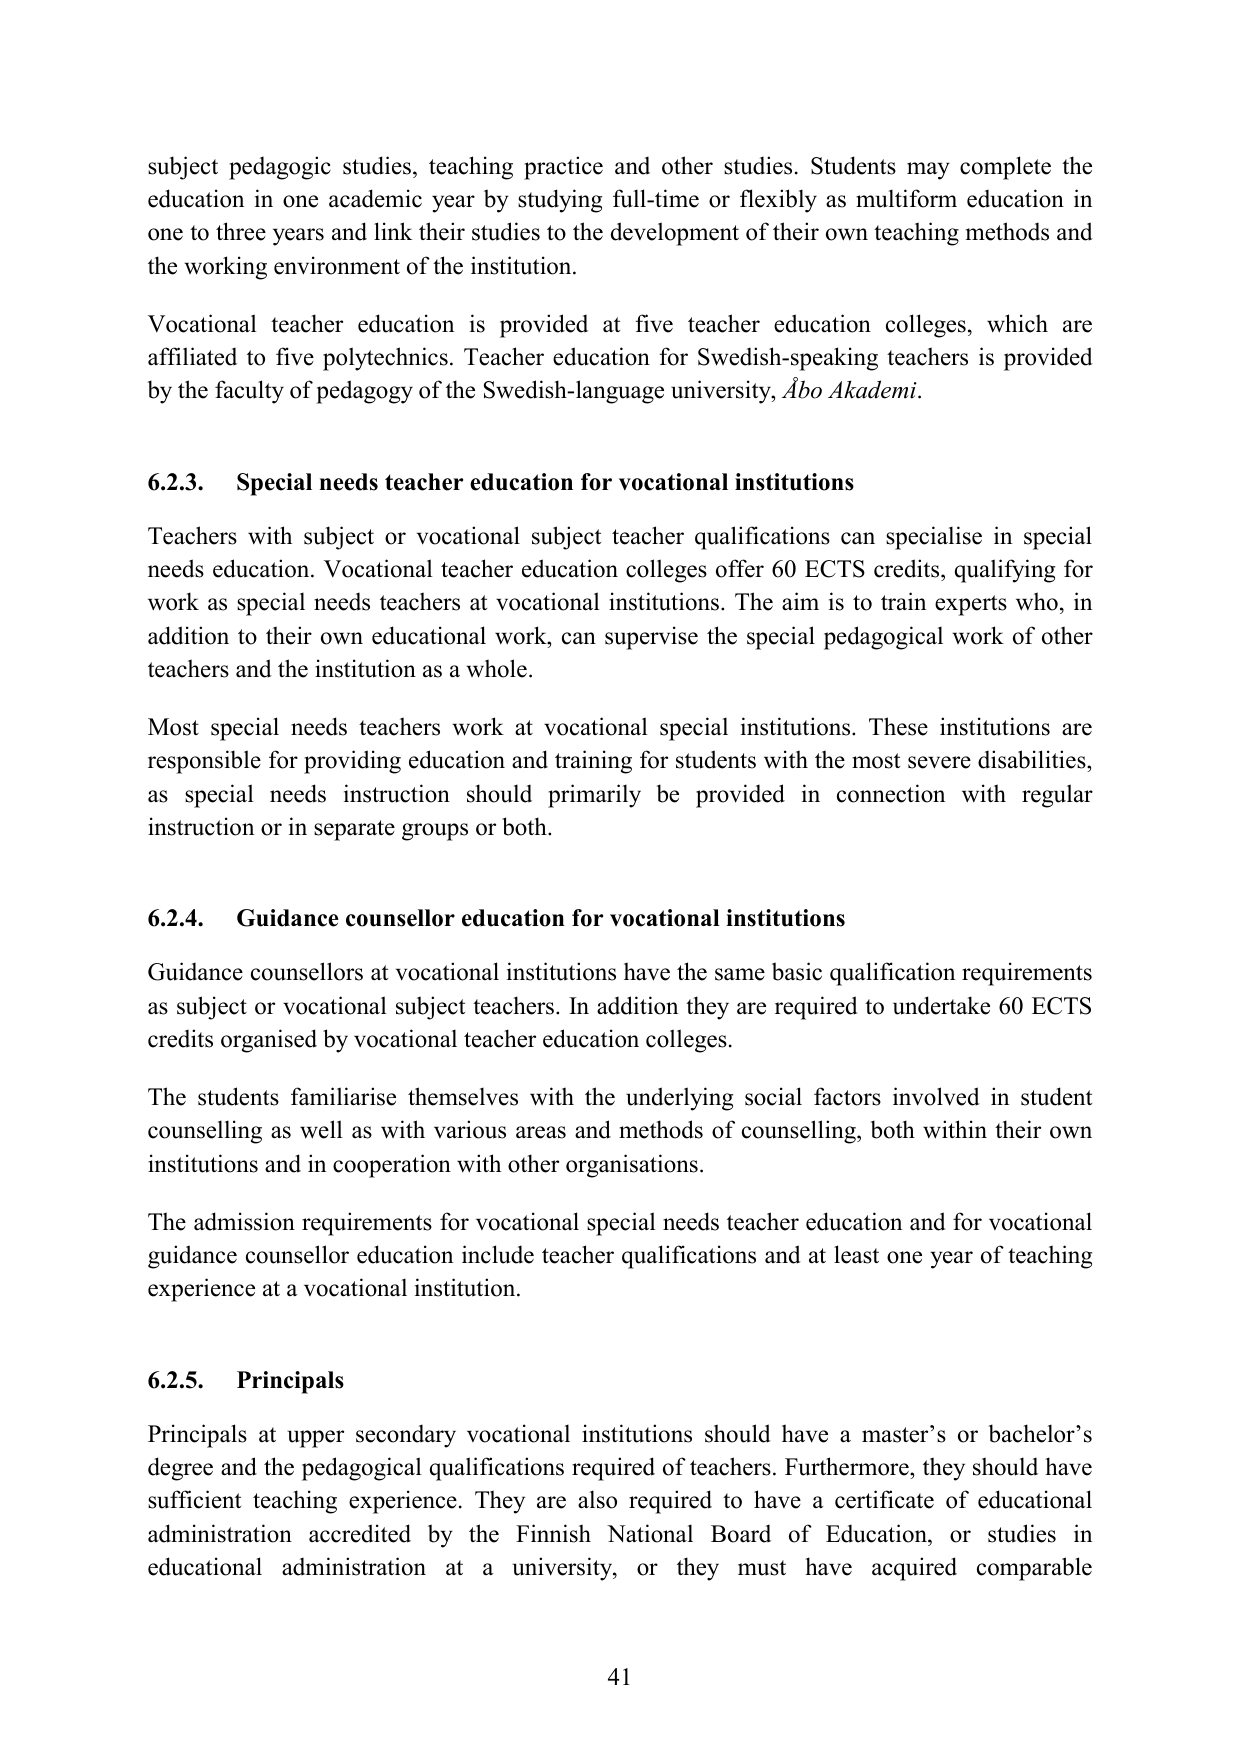 subject pedagogic studies, teaching practice and other studies. Students may complete the
education in one academic year by studying full-time or flexibly as multiform education in
one to three years and link their studies to the development of their own teaching methods and
the working environment of the institution.
Vocational teacher education is provided at five teacher education colleges, which are
affiliated to five polytechnics. Teacher education for Swedish-speaking teachers is provided
by the faculty of pedagogy of the Swedish-language university, Åbo Akademi.
6.2.3. Special needs teacher education for vocational institutions
Teachers with subject or vocational subject teacher qualifications can specialise in special
needs education. Vocational teacher education colleges offer 60 ECTS credits, qualifying for
work as special needs teachers at vocational institutions. The aim is to train experts who, in
addition to their own educational work, can supervise the special pedagogical work of other
teachers and the institution as a whole.
Most special needs teachers work at vocational special institutions. These institutions are
responsible for providing education and training for students with the most severe disabilities,
as special needs instruction should primarily be provided in connection with regular
instruction or in separate groups or both.
6.2.4. Guidance counsellor education for vocational institutions
Guidance counsellors at vocational institutions have the same basic qualification requirements
as subject or vocational subject teachers. In addition they are required to undertake 60 ECTS
credits organised by vocational teacher education colleges.
The students familiarise themselves with the underlying social factors involved in student
counselling as well as with various areas and methods of counselling, both within their own
institutions and in cooperation with other organisations.
The admission requirements for vocational special needs teacher education and for vocational
guidance counsellor education include teacher qualifications and at least one year of teaching
experience at a vocational institution.
6.2.5. Principals
Principals at upper secondary vocational institutions should have a master’s or bachelor’s
degree and the pedagogical qualifications required of teachers. Furthermore, they should have
sufficient teaching experience. They are also required to have a certificate of educational
administration accredited by the Finnish National Board of Education, or studies in
educational administration at a university, or they must have acquired comparable
41